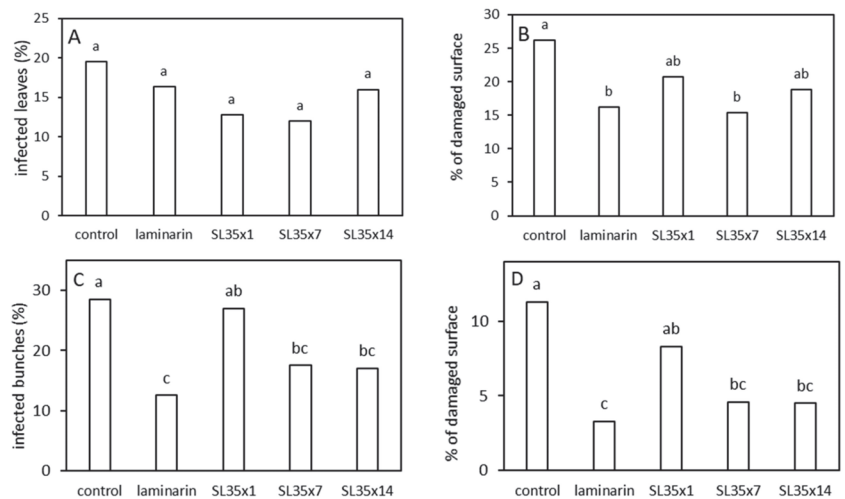 A
infected leaves (%)
25
20
15
10
5
0
a
a
a
a
a
control laminarin SL35x1 SL35x7 SL35x14
B
% of damaged surface
30
25
20
15
10
5
0
a
b
ab
b
ab
control laminarin SL35x1 SL35x7 SL35x14
C
infected bunches (%)
30
20
10
0
a
c
ab
bc
bc
control laminarin SL35x1 SL35x7 SL35x14
D
% of damaged surface
10
5
0
a
c
ab
bc
bc
control laminarin SL35x1 SL35x7 SL35x14